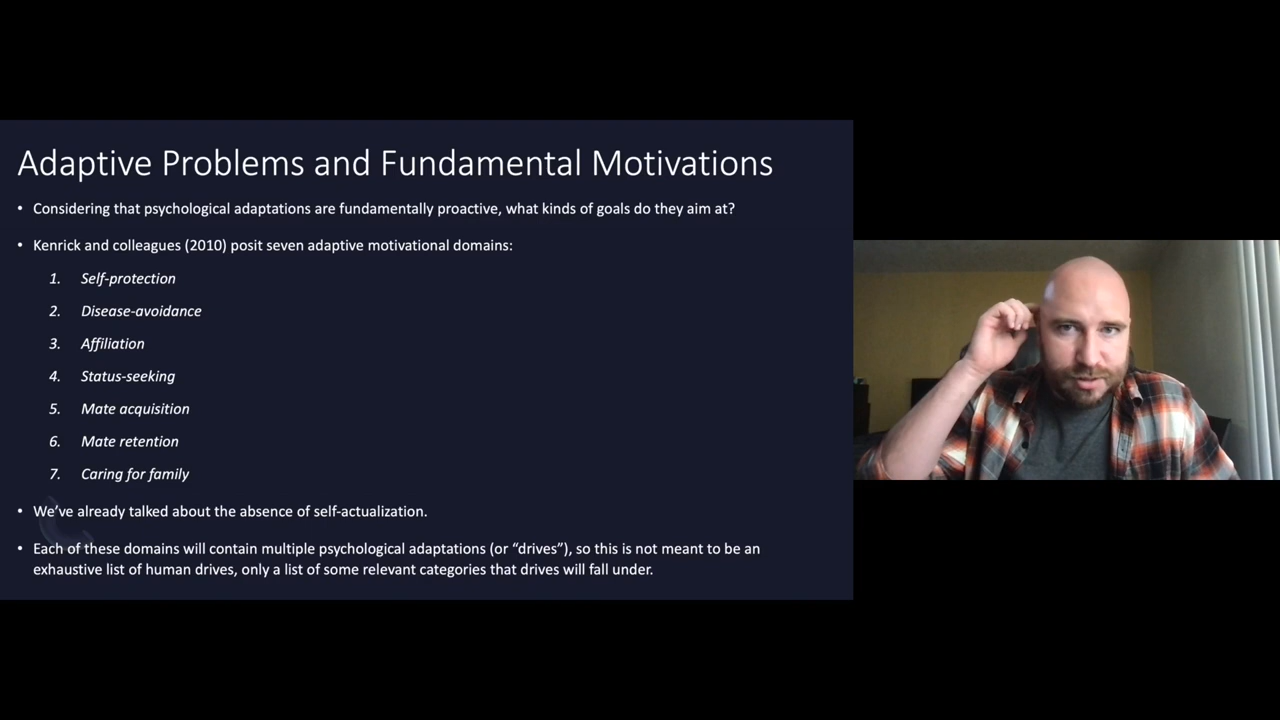 Adaptive Problems and Fundamental Motivations
• Considering that psychological adaptations are fundamentally proactive, what kinds of goals do they aim at?
• Kenrick and colleagues (2010) posit seven adaptive motivational domains:
1. Self-protection
2. Disease-avoidance
3. Affiliation
4. Status-seeking
5. Mate acquisition
6. Mate retention
7. Caring for family
• We’ve already talked about the absence of self-actualization.
• Each of these domains will contain multiple psychological adaptations (or “drives”), so this is not meant to be an
exhaustive list of human drives, only a list of some relevant categories that drives will fall under.